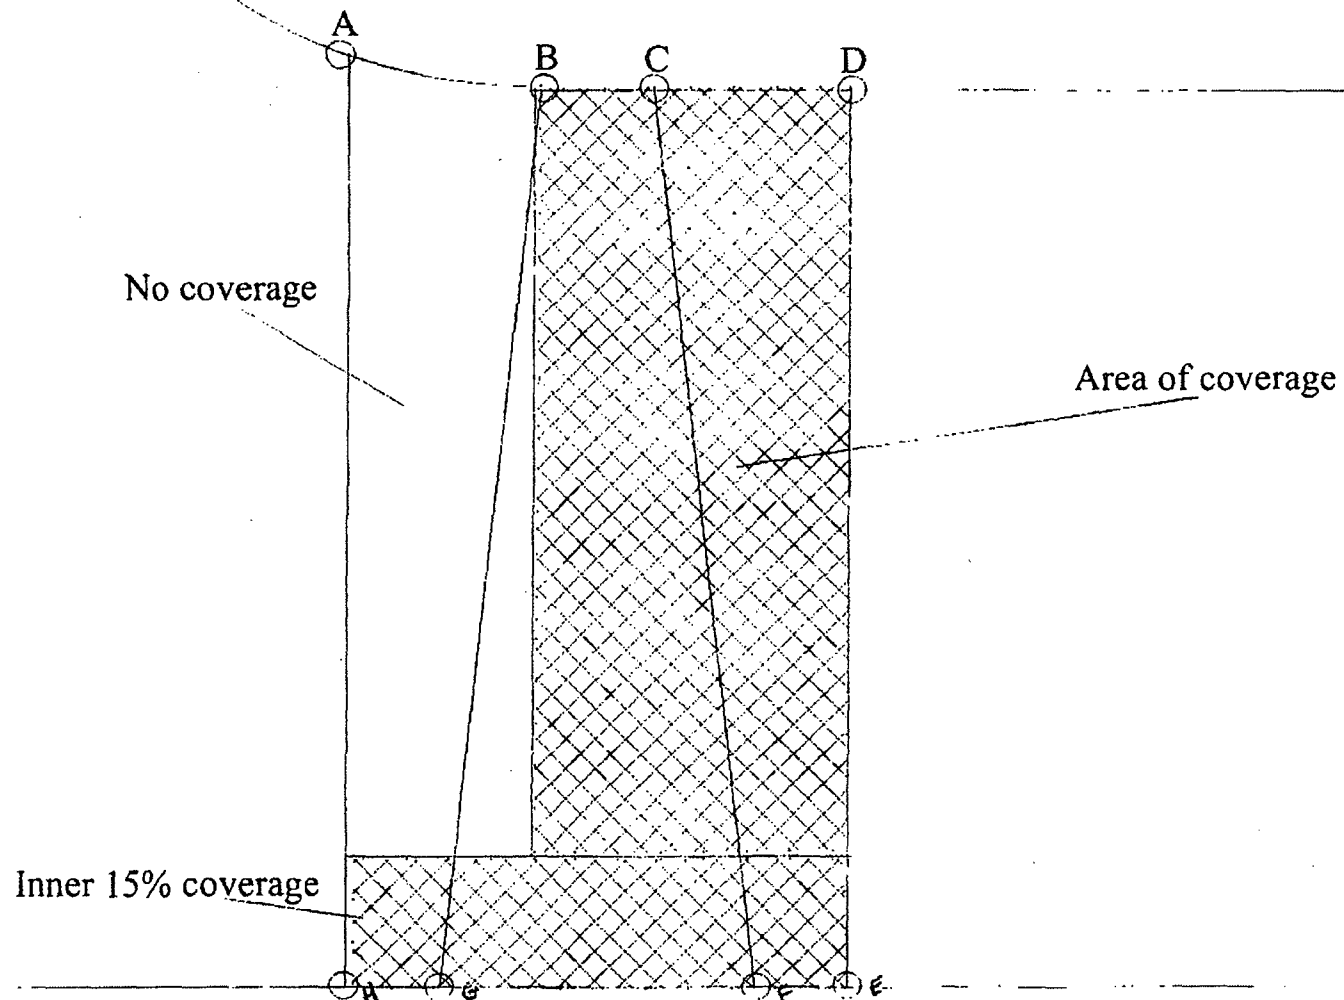 A
B C D
No coverage
Area of coverage
Inner 15% coverage
H G F E